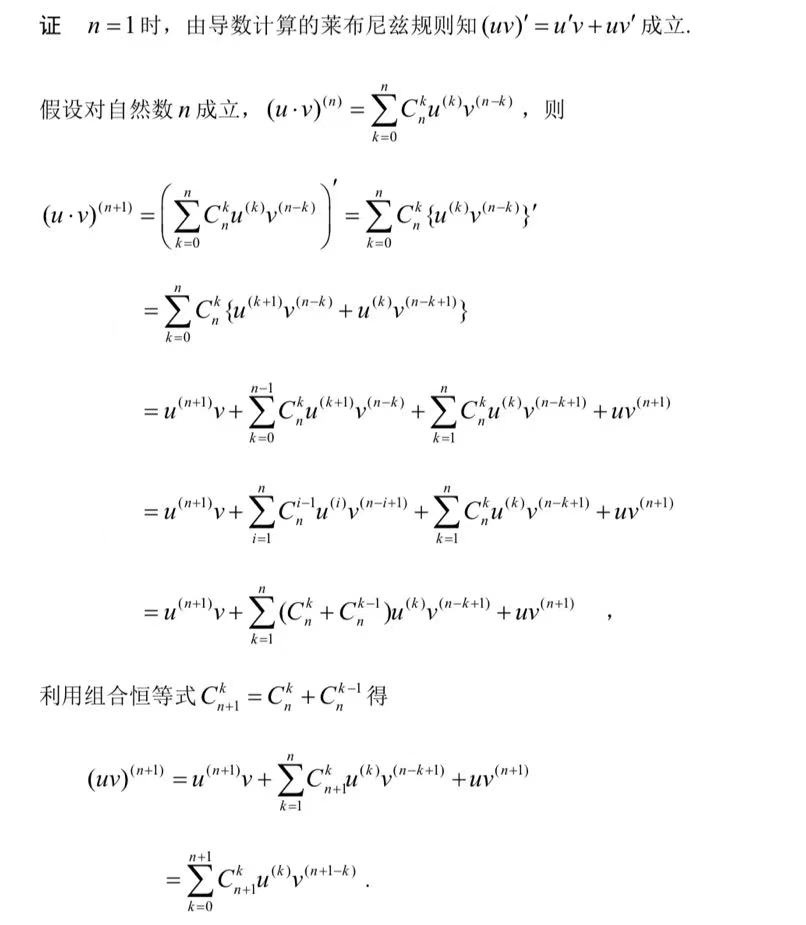 证 n = 1时，由导数计算的莱布尼兹规则知(uv)′ = u′v + uv′成立.
假设对自然数n成立，(u·v)^{(n)} = \sum_{k=0}^{n} C_n^k u^{(k)} v^{(n-k)}，则
(u·v)^{(n+1)} = \left( \sum_{k=0}^{n} C_n^k u^{(k)} v^{(n-k)} \right)' = \sum_{k=0}^{n} C_n^k \{u^{(k)} v^{(n-k)}\}'
= \sum_{k=0}^{n} C_n^k \{u^{(k+1)} v^{(n-k)} + u^{(k)} v^{(n-k+1)}\}
= u^{(n+1)} v + \sum_{k=0}^{n-1} C_n^k u^{(k+1)} v^{(n-k)} + \sum_{k=1}^{n} C_n^k u^{(k)} v^{(n-k+1)} + uv^{(n+1)}
= u^{(n+1)} v + \sum_{i=1}^{n} C_n^{i-1} u^{(i)} v^{(n-i+1)} + \sum_{k=1}^{n} C_n^k u^{(k)} v^{(n-k+1)} + uv^{(n+1)}
= u^{(n+1)} v + \sum_{k=1}^{n} (C_n^k + C_n^{k-1}) u^{(k)} v^{(n-k+1)} + uv^{(n+1)} ，
利用组合恒等式C_{n+1}^k = C_n^k + C_n^{k-1}得
(uv)^{(n+1)} = u^{(n+1)} v + \sum_{k=1}^{n} C_{n+1}^k u^{(k)} v^{(n-k+1)} + uv^{(n+1)}
= \sum_{k=0}^{n+1} C_{n+1}^k u^{(k)} v^{(n+1-k)} .